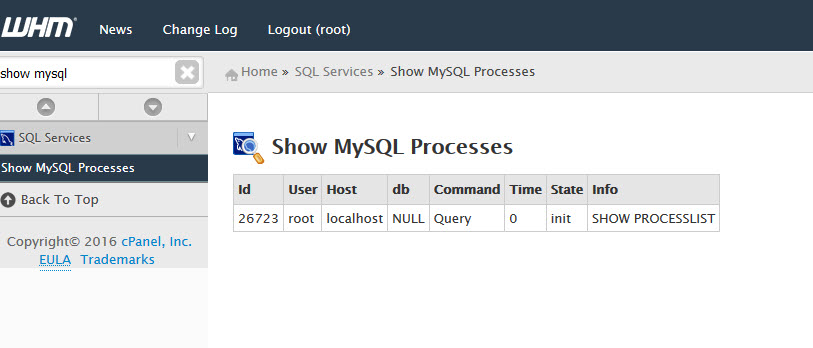 WHM News Change Log Logout (root)
show mysql
Home » SQL Services » Show MySQL Processes
SQL Services
Show MySQL Processes
Back To Top
Copyright© 2016 cPanel, Inc.
EULA Trademarks
Show MySQL Processes
Id User Host db Command Time State Info
26723 root localhost NULL Query 0 init SHOW PROCESSLIST